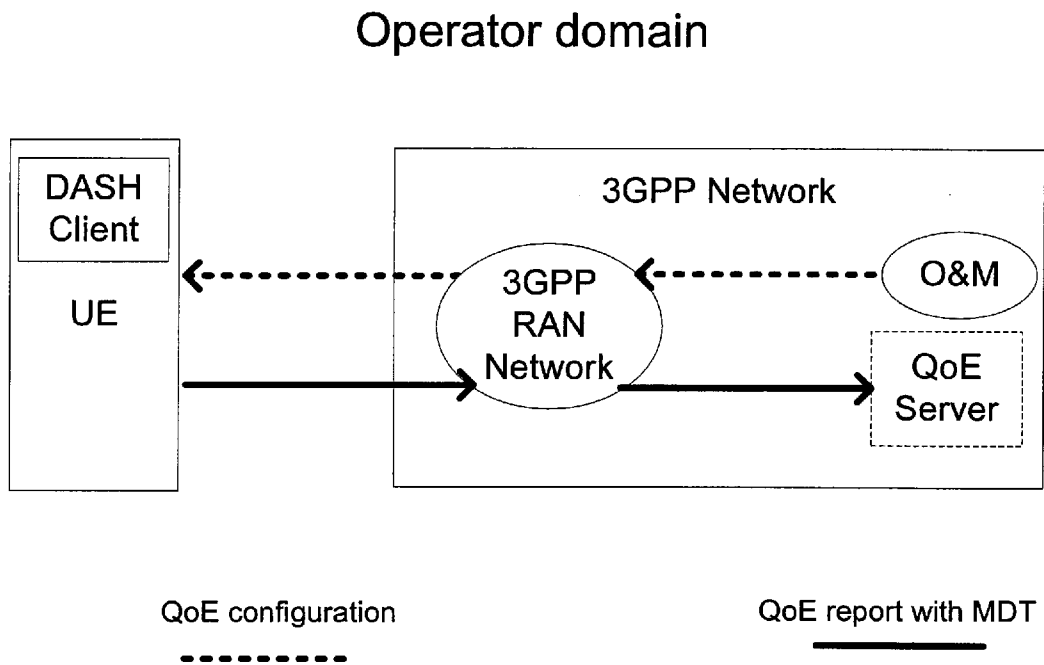 Operator domain
DASH
Client
UE
3GPP Network
3GPP
RAN
Network
O&M
QoE
Server
QoE configuration
QoE report with MDT